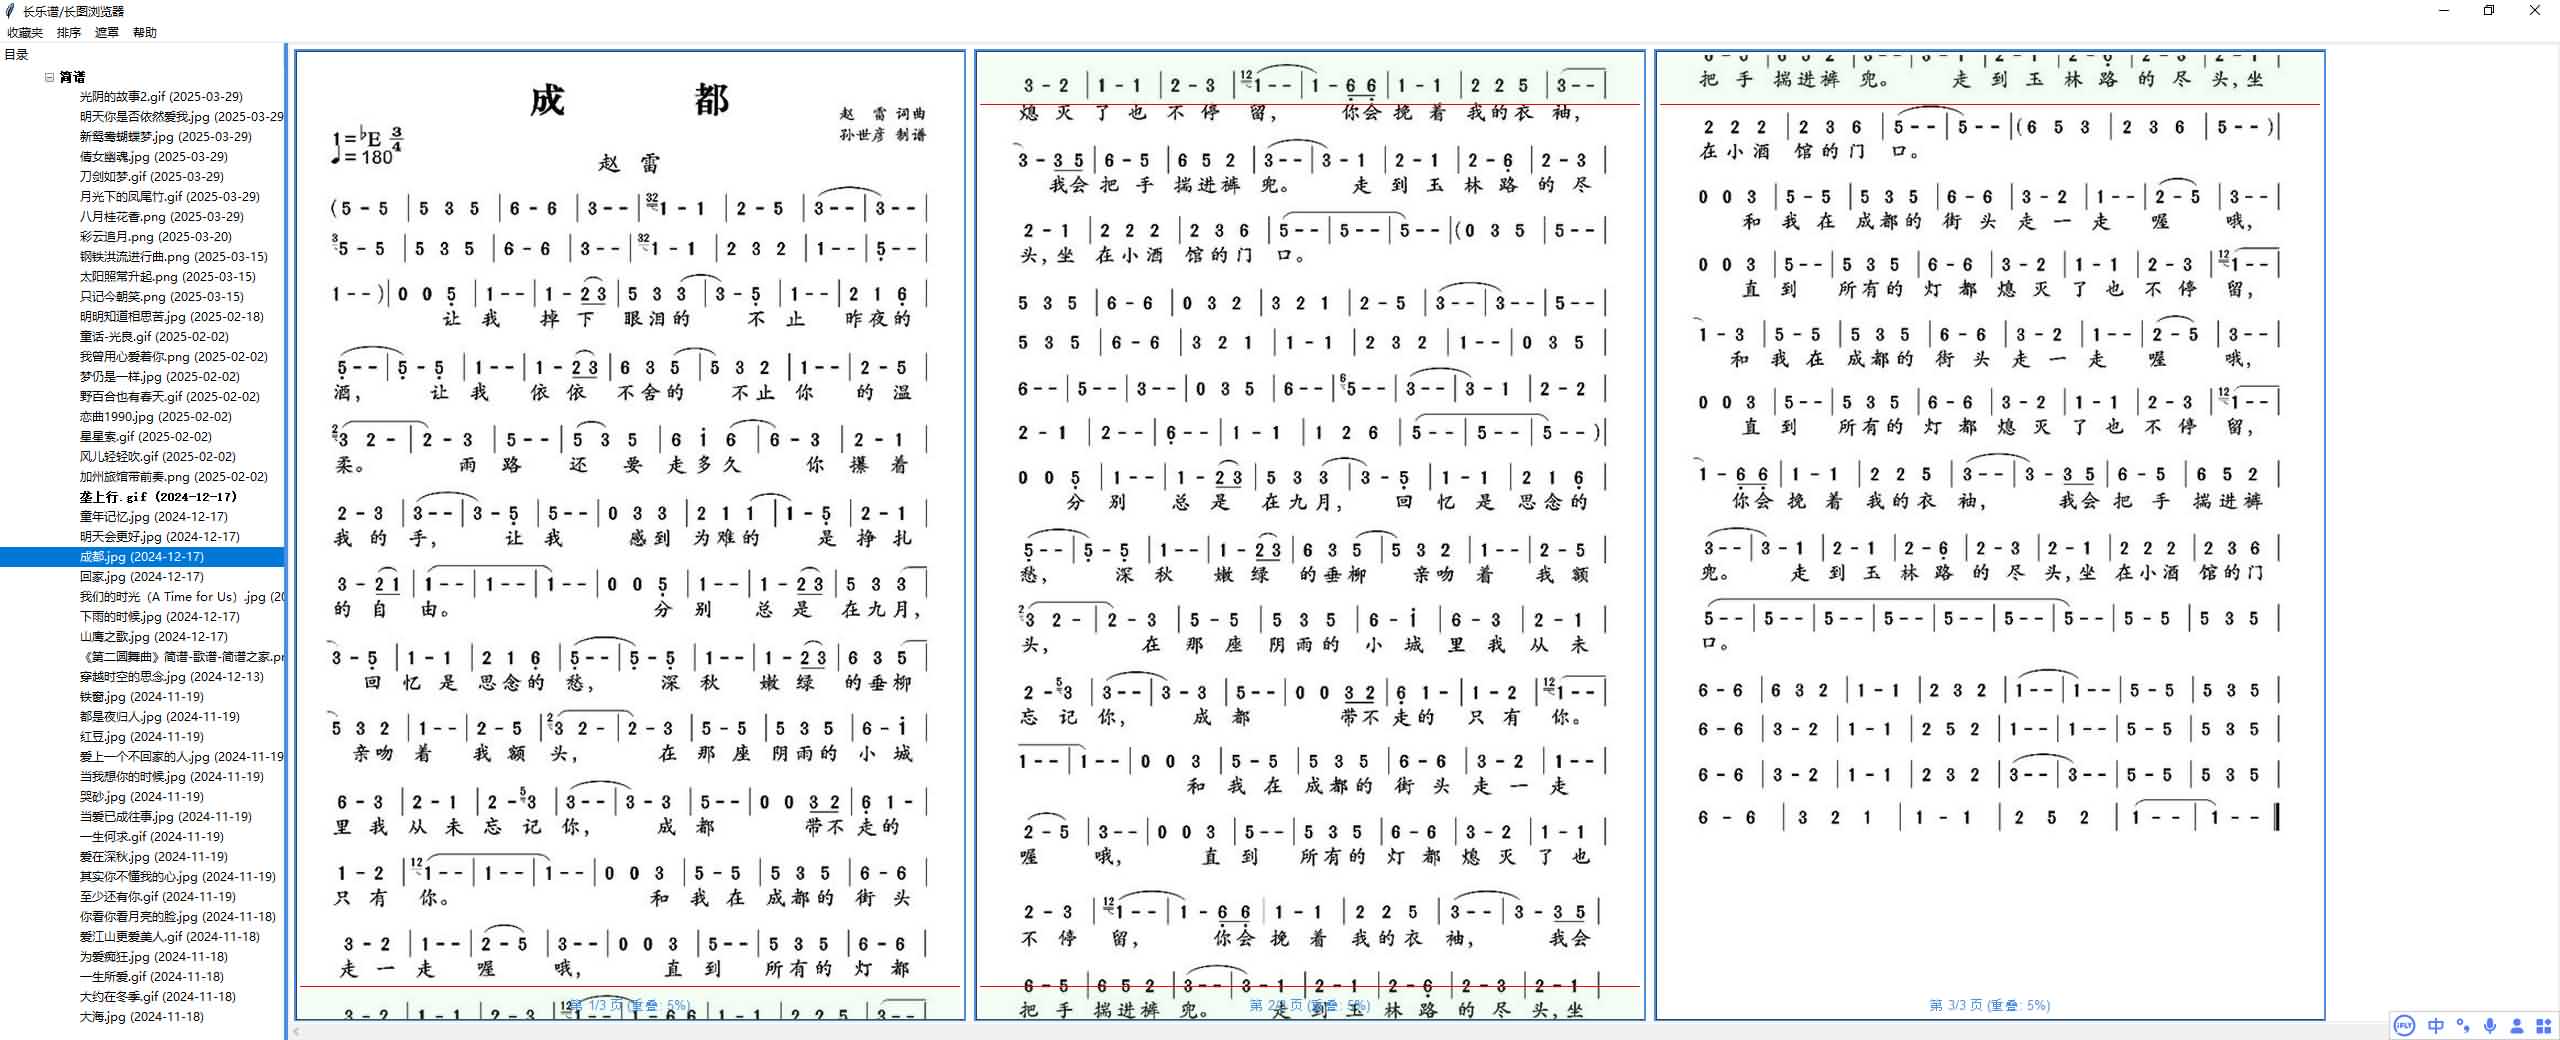 长乐谱/长图浏览器
收藏夹 排序 遮罩 帮助
目录
简谱
光阴的故事2.gif (2025-03-29)
明天你是否依然爱我.jpg (2025-03-29
新鸳鸯蝴蝶梦.jpg (2025-03-29)
倩女幽魂.jpg (2025-03-29)
刀剑如梦.jpg (2025-03-29)
月光下的凤尾竹.gif (2025-03-29)
八月桂花香.png (2025-03-29)
彩云追月.png (2025-03-20)
钢铁洪流进行曲.png (2025-03-15)
太阳照常升起.png (2025-03-15)
只记今朝笑.png (2025-03-15)
明明知道相思苦.jpg (2025-02-18)
童话-光良.gif (2025-02-02)
我曾用心爱着你.png (2025-02-02)
梦仍是一样.jpg (2025-02-02)
野百合也有春天.gif (2025-02-02)
恋曲1990.jpg (2025-02-02)
星星索.gif (2025-02-02)
风儿轻轻吹.gif (2025-02-02)
加州旅馆带前奏.png (2025-02-02)
垄上行.gif (2024-12-17)
童年记忆.jpg (2024-12-17)
明天会更好.jpg (2024-12-17)
成都.jpg (2024-12-17)
回家.jpg (2024-12-17)
我们的时光（A Time for Us）.jpg (20
下雨的时候.jpg (2024-12-17)
山鹰之歌.jpg (2024-12-17)
《第二圆舞曲》简谱-歌谱-简谱之家.pn
穿越时空的思念.jpg (2024-12-13)
铁窗.jpg (2024-11-19)
都是夜归人.jpg (2024-11-19)
红豆.jpg (2024-11-19)
爱上一个不回家的人.jpg (2024-11-19
当我想你的时候.jpg (2024-11-19)
哭砂.jpg (2024-11-19)
当爱已成往事.jpg (2024-11-19)
一生何求.gif (2024-11-19)
爱在深秋.jpg (2024-11-19)
其实你不懂我的心.jpg (2024-11-19)
至少还有你.gif (2024-11-19)
你看你看月亮的脸.jpg (2024-11-18)
爱江山更爱美人.gif (2024-11-18)
为爱痴狂.jpg (2024-11-18)
一生所爱.gif (2024-11-18)
大约在冬季.gif (2024-11-18)
大海.jpg (2024-11-18)
成 都
赵 雷 词曲
孙世彦 制谱
1=♭E 3/4
♩=180
赵 雷
(5 - 5 | 5 3 5 | 6 - 6 | 3 - - | 32 1 - 1 | 2 - 5 | 3 - - | 3 - - |
3 5 - 5 | 5 3 5 | 6 - 6 | 3 - - | 32 1 - 1 | 2 3 2 | 1 - - | 5 - - |
1 - - ) | 0 0 5 | 1 - - | 1 - 2 3 | 5 3 3 | 3 - 5 | 1 - - | 2 1 6 |
让 我 掉 下 眼泪的 不 止 昨夜的
5 - - | 5 - 5 | 1 - - | 1 - 2 3 | 6 3 5 | 5 3 2 | 1 - - | 2 - 5 |
酒， 让 我 依 依 不舍的 不止 你 的 温
2 3 2 - | 2 - 3 | 5 - - | 5 3 5 | 6 i 6 | 6 - 3 | 2 - 1 |
柔。 雨 路 还 要 走多久 你 攥 着
2 - 3 | 3 - - | 3 - 5 | 5 - - | 0 3 3 | 2 1 1 | 1 - 5 | 2 - 1 |
我 的 手， 让 我 感到 为难的 是 挣 扎
3 - 2 1 | 1 - - | 1 - - | 1 - - | 0 0 5 | 1 - - | 1 - 2 3 | 5 3 3
的 自 由。 分 别 总 是 在九月，
3 - 5 | 1 - 1 | 2 1 6 | 5 - - | 5 - 5 | 1 - - | 1 - 2 3 | 6 3 5
回 忆 是 思念的 愁， 深 秋 嫩 绿 的垂柳
5 3 2 | 1 - - | 2 - 5 | 2 3 2 - | 2 - 3 | 5 - 5 | 5 3 5 | 6 - i
亲吻 着 我 额 头， 在 那 座 阴雨的 小 城
6 - 3 | 2 - 1 | 2 - 5 3 | 3 - - | 3 - 3 | 5 - - | 0 0 3 2 | 6 1 -
里 我 从 未 忘 记 你， 成 都 带不 走的
1 - 2 | 12 1 - - | 1 - - | 1 - - | 0 0 3 | 5 - 5 | 5 3 5 | 6 - 6
只 有 你。 和 我 在 成都的 街 头
3 - 2 | 1 - - | 2 - 5 | 3 - - | 0 0 3 | 5 - - | 5 3 5 | 6 - 6
走 一 走 喔 哦， 直 到 所有的 灯 都
3 - 2 | 1 - 1 | 2 - 3 | 12 1 - - | 1 - 6 6 | 1 - 1 | 2 2 5 | 3 - -
第 1/3 页 (重叠: 5%)
3 - 2 | 1 - 1 | 2 - 3 | 12 1 - - | 1 - 6 6 | 1 - 1 | 2 2 5 | 3 - -
熄 灭 了 也 不 停 留， 你会 挽 着 我的衣 袖，
3 - 3 5 | 6 - 5 | 6 5 2 | 3 - - | 3 - 1 | 2 - 1 | 2 - 6 | 2 - 3 |
我会 把 手 揣进裤 兜。 走 到 玉 林 路 的 尽
2 - 1 | 2 2 2 | 2 3 6 | 5 - - | 5 - - | 5 - - | (0 3 5 | 5 - - |
头，坐 在小酒 馆的门 口。
5 3 5 | 6 - 6 | 0 3 2 | 3 2 1 | 2 - 5 | 3 - - | 3 - - | 5 - - |
5 3 5 | 6 - 6 | 3 2 1 | 1 - 1 | 2 3 2 | 1 - - | 0 3 5 |
6 - - | 5 - - | 3 - - | 0 3 5 | 6 - - | 6 5 - - | 3 - - | 3 - 1 | 2 - 2
2 - 1 | 2 - - | 6 - - | 1 - 1 | 1 2 6 | 5 - - | 5 - - | 5 - - )|
0 0 5 | 1 - - | 1 - 2 3 | 5 3 3 | 3 - 5 | 1 - 1 | 2 1 6 |
分 别 总 是 在九月， 回 忆 是 思念的
5 - - | 5 - 5 | 1 - - | 1 - 2 3 | 6 3 5 | 5 3 2 | 1 - - | 2 - 5
愁， 深 秋 嫩 绿 的垂柳 亲吻 着 我 额
2 3 2 - | 2 - 3 | 5 - 5 | 5 3 5 | 6 - i | 6 - 3 | 2 - 1 |
头， 在 那 座 阴雨的 小 城 里 我 从 未
2 - 5 3 | 3 - - | 3 - 3 | 5 - - | 0 0 3 2 | 6 1 - | 1 - 2 | 12 1 - -
忘 记 你， 成 都 带不 走的 只 有 你。
1 - - | 1 - - | 0 0 3 | 5 - 5 | 5 3 5 | 6 - 6 | 3 - 2 | 1 - - |
和 我 在 成都的 街 头 走 一 走
2 - 5 | 3 - - | 0 0 3 | 5 - - | 5 3 5 | 6 - 6 | 3 - 2 | 1 - 1
喔 哦， 直 到 所有的 灯 都 熄 灭 了 也
2 - 3 | 12 1 - - | 1 - 6 6 | 1 - 1 | 2 2 5 | 3 - - | 3 - 3 5 |
不 停 留， 你会 挽 着 我的衣 袖， 我会
6 - 5 | 6 5 2 | 3 - - | 3 - 1 | 2 - 1 | 2 - 6 | 2 - 3 | 2 - 1 |
把 手 揣进裤 兜。 走 到 玉 林 路 的 尽 头，坐
第 2/3 页 (重叠: 5%)
把 手 揣进裤 兜。 走 到 玉 林 路 的 尽 头，坐
2 2 2 | 2 3 6 | 5 - - | 5 - - | (6 5 3 | 2 3 6 | 5 - - )|
在小酒 馆的门 口。
0 0 3 | 5 - 5 | 5 3 5 | 6 - 6 | 3 - 2 | 1 - - | 2 - 5 | 3 - - |
和 我 在 成都的 街 头 走 一 走 喔 哦，
0 0 3 | 5 - - | 5 3 5 | 6 - 6 | 3 - 2 | 1 - 1 | 2 - 3 | 12 1 - -
直 到 所有的 灯 都 熄 灭 了 也 不 停 留，
1 - 3 | 5 - 5 | 5 3 5 | 6 - 6 | 3 - 2 | 1 - - | 2 - 5 | 3 - - |
和 我 在 成都的 街 头 走 一 走 喔 哦，
0 0 3 | 5 - - | 5 3 5 | 6 - 6 | 3 - 2 | 1 - 1 | 2 - 3 | 12 1 - -
直 到 所有的 灯 都 熄 灭 了 也 不 停 留，
1 - 6 6 | 1 - 1 | 2 2 5 | 3 - - | 3 - 3 5 | 6 - 5 | 6 5 2 |
你会 挽 着 我的衣 袖， 我会 把 手 揣进裤
3 - - | 3 - 1 | 2 - 1 | 2 - 6 | 2 - 3 | 2 - 1 | 2 2 2 | 2 3 6 |
兜。 走 到 玉 林 路 的 尽 头，坐 在小酒 馆的门
5 - - | 5 - - | 5 - - | 5 - - | 5 - - | 5 - - | 5 - - | 5 - 5 | 5 3 5 |
口。
6 - 6 | 6 3 2 | 1 - 1 | 2 3 2 | 1 - - | 1 - - | 5 - 5 | 5 3 5 |
6 - 6 | 3 - 2 | 1 - 1 | 2 5 2 | 1 - - | 1 - - | 5 - 5 | 5 3 5 |
6 - 6 | 3 - 2 | 1 - 1 | 2 3 2 | 3 - - | 3 - - | 5 - 5 | 5 3 5 |
6 - 6 | 3 2 1 | 1 - 1 | 2 5 2 | 1 - - | 1 - - ‖
第 3/3 页 (重叠: 5%)
iFLY 中